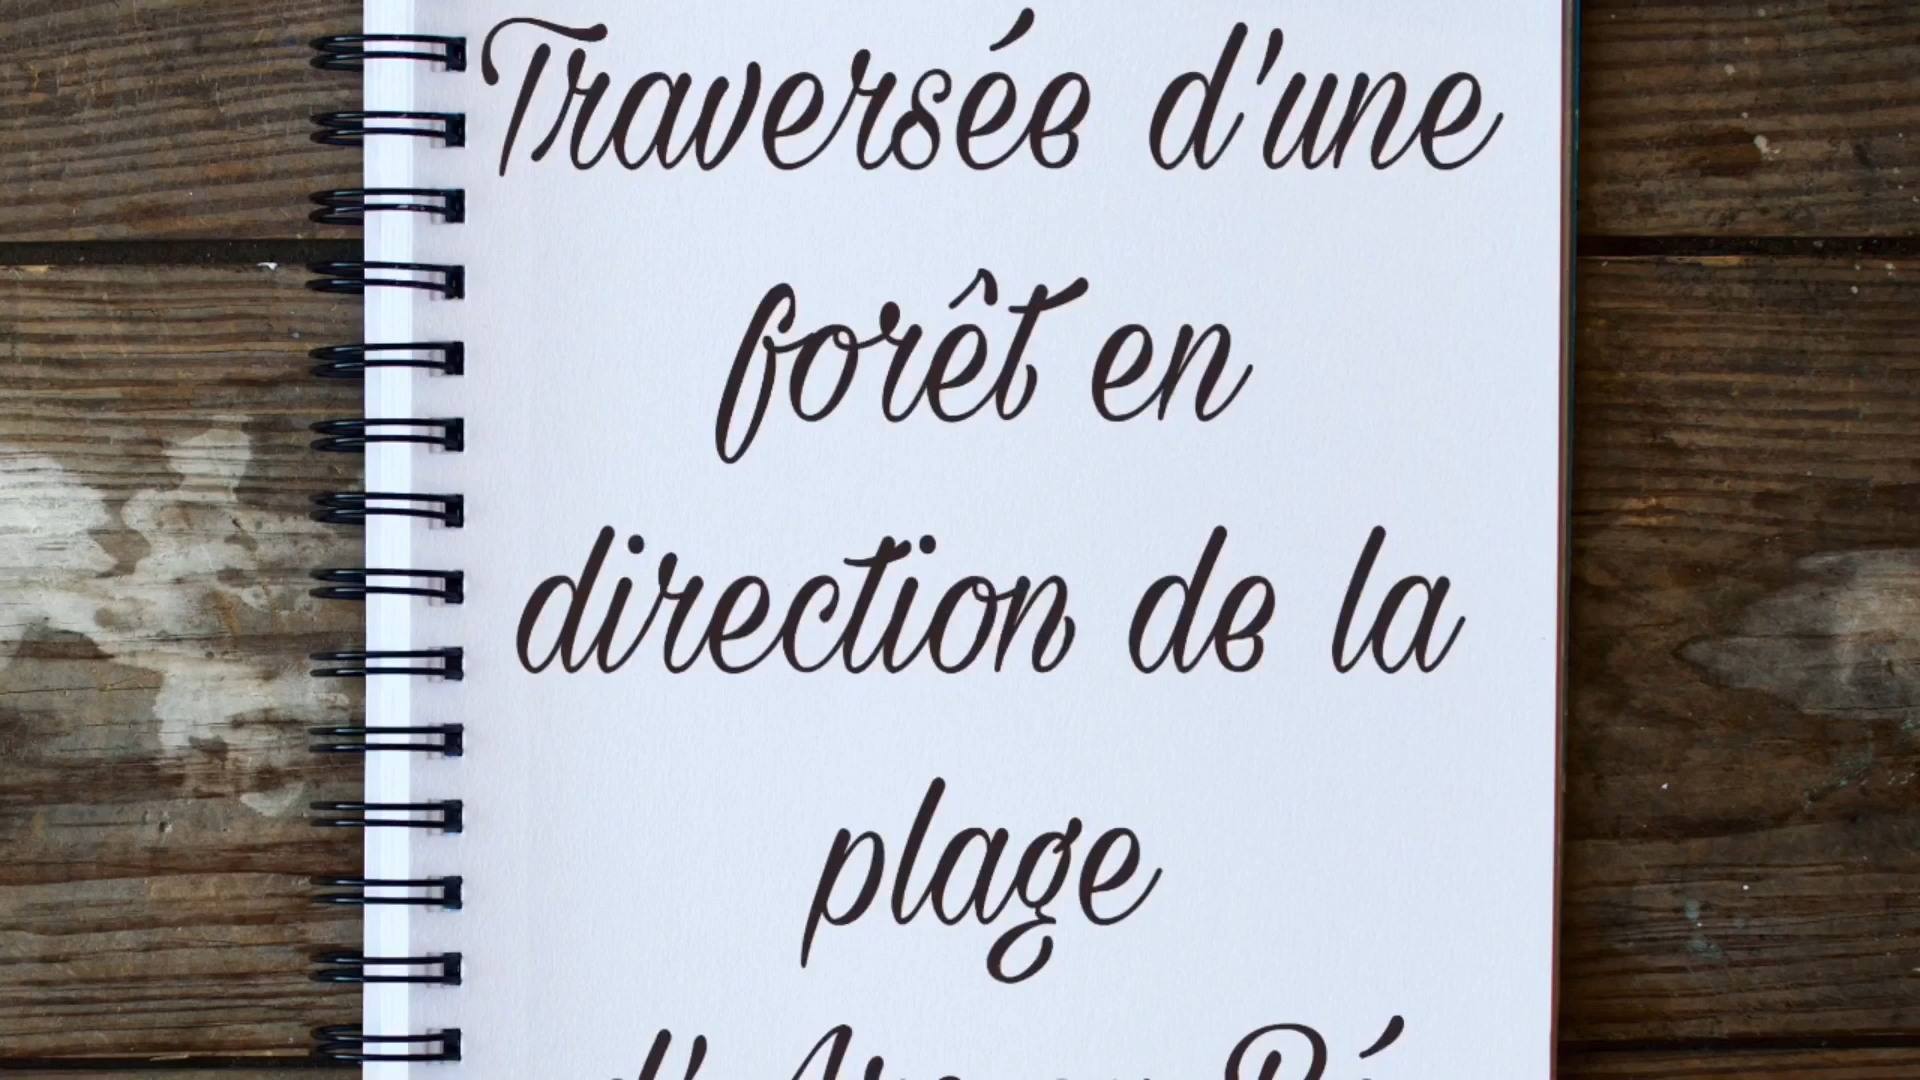 Traversée d'une
forêt en
direction de la
plage